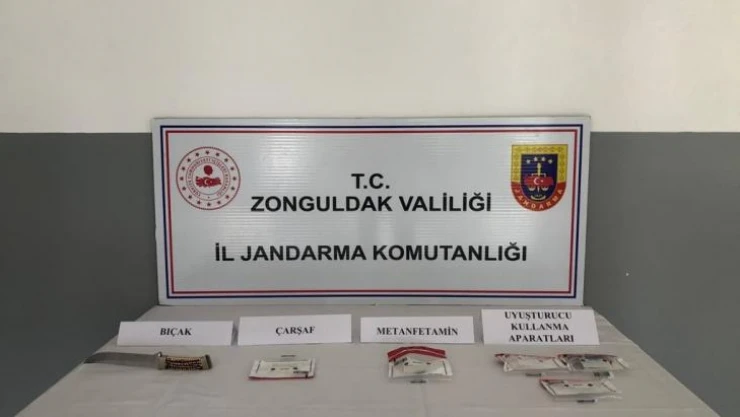 T.C.
ZONGULDAK VALİLİĞİ
İL JANDARMA KOMUTANLIĞI
JANDARMA
BIÇAK
ÇARŞAF
METANFETAMİN
UYUŞTURUCU
KULLANMA
APARATLARI